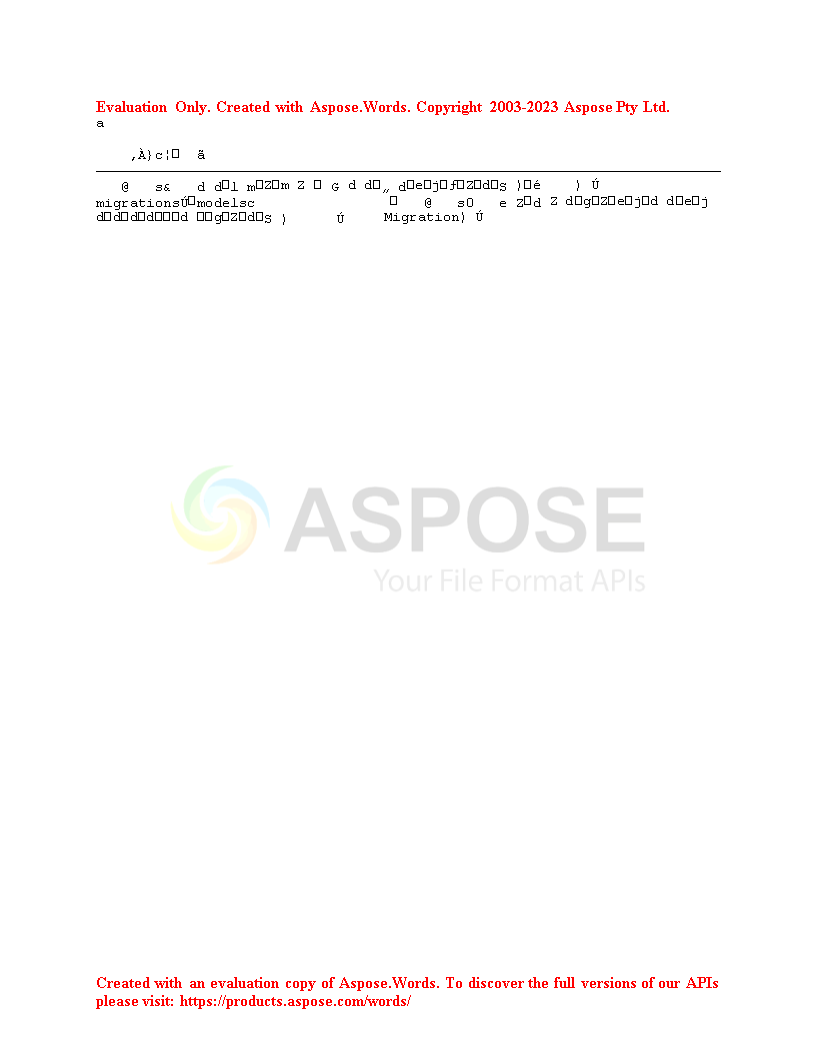 Evaluation Only. Created with Aspose.Words. Copyright 2003-2023 Aspose Pty Ltd.
a
‚À}c¦□ ã
@ s& d d□l m□Z□m Z □ G d d□„ d□e□j□ƒ□Z□d□S )□é ) Ú
migrationsÚ□modelsc □ @ s0 e Z□d Z d□g□Z□e□j□d d□e□j
d□d□d□d□□□d □□g□Z□d□S ) Ú Migration) Ú
ASPOSE
Your File Format APIs
Created with an evaluation copy of Aspose.Words. To discover the full versions of our APIs
please visit: https://products.aspose.com/words/